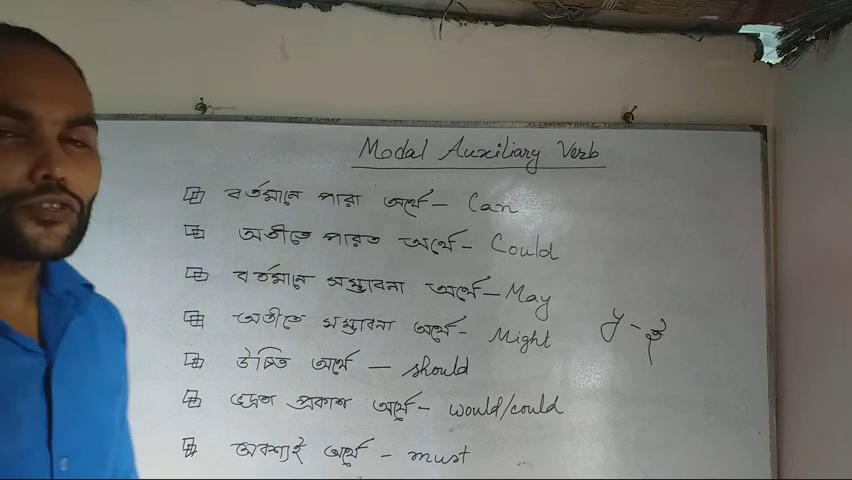 Modal Auxiliary Verb
বর্তমানে পারা অর্থে - Can
অতীতে পারত অর্থে - Could
বর্তমানে সম্ভাবনা অর্থে - May
অতীতে সম্ভাবনা অর্থে - Might
উচিত অর্থে - should
ভদ্রতা প্রকাশ অর্থে - would/could
অবশ্যই অর্থে - must